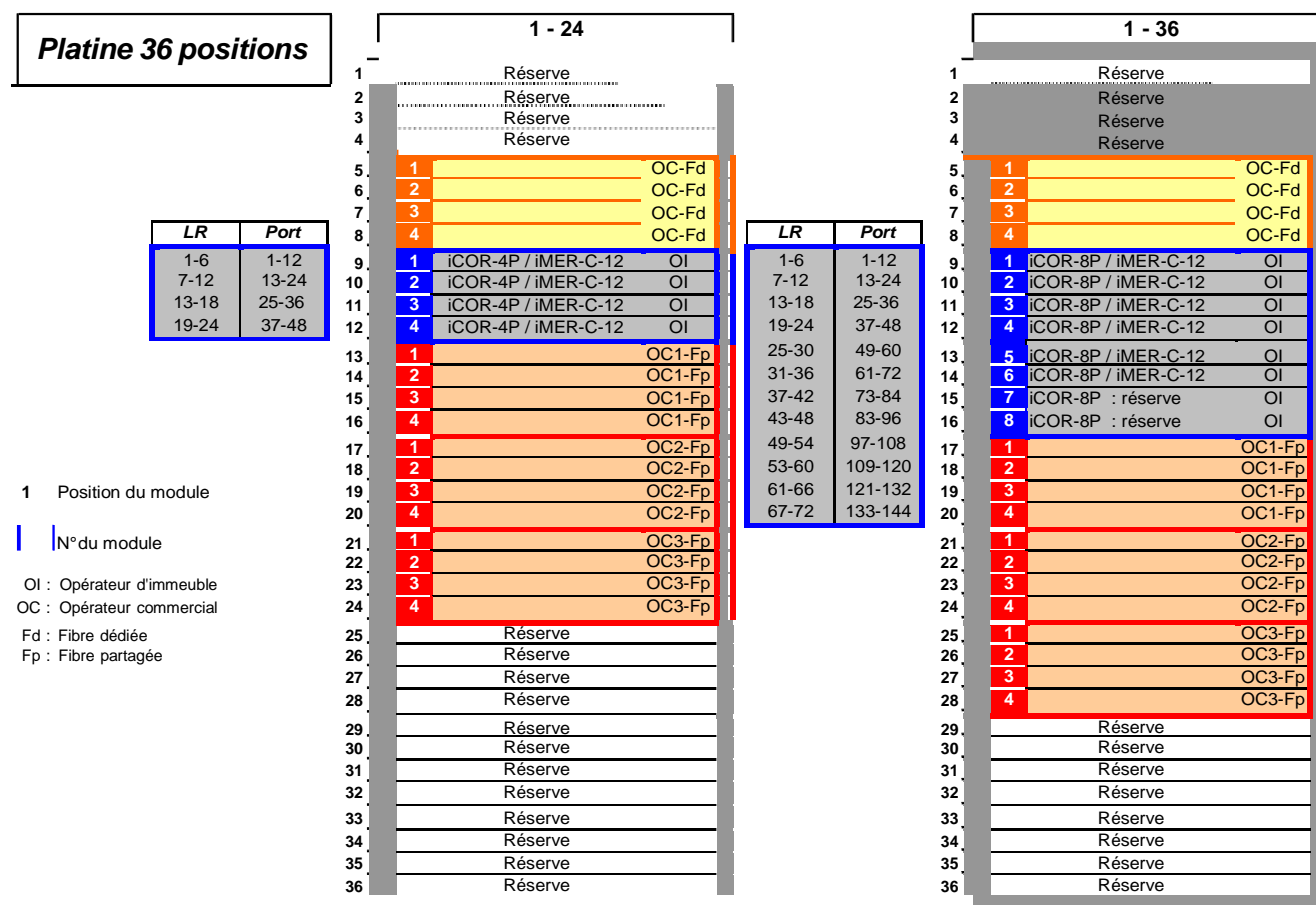 Platine 36 positions
1 - 24
1 - 36
1 Réserve
2 Réserve
3 Réserve
4 Réserve
5 1 OC-Fd
6 2 OC-Fd
7 3 OC-Fd
8 4 OC-Fd
9 1 iCOR-4P / iMER-C-12 OI
10 2 iCOR-4P / iMER-C-12 OI
11 3 iCOR-4P / iMER-C-12 OI
12 4 iCOR-4P / iMER-C-12 OI
13 1 OC1-Fp
14 2 OC1-Fp
15 3 OC1-Fp
16 4 OC1-Fp
17 1 OC2-Fp
18 2 OC2-Fp
19 3 OC2-Fp
20 4 OC2-Fp
21 1 OC3-Fp
22 2 OC3-Fp
23 3 OC3-Fp
24 4 OC3-Fp
25 Réserve
26 Réserve
27 Réserve
28 Réserve
29 Réserve
30 Réserve
31 Réserve
32 Réserve
33 Réserve
34 Réserve
35 Réserve
36 Réserve
LR Port
1-6 1-12
7-12 13-24
13-18 25-36
19-24 37-48
1 Position du module
N° du module
OI : Opérateur d'immeuble
OC : Opérateur commercial
Fd : Fibre dédiée
Fp : Fibre partagée
LR Port
1-6 1-12
7-12 13-24
13-18 25-36
19-24 37-48
25-30 49-60
31-36 61-72
37-42 73-84
43-48 83-96
49-54 97-108
53-60 109-120
61-66 121-132
67-72 133-144
1 Réserve
2 Réserve
3 Réserve
4 Réserve
5 1 OC-Fd
6 2 OC-Fd
7 3 OC-Fd
8 4 OC-Fd
9 1 iCOR-8P / iMER-C-12 OI
10 2 iCOR-8P / iMER-C-12 OI
11 3 iCOR-8P / iMER-C-12 OI
12 4 iCOR-8P / iMER-C-12 OI
13 5 iCOR-8P / iMER-C-12 OI
14 6 iCOR-8P / iMER-C-12 OI
15 7 iCOR-8P : réserve OI
16 8 iCOR-8P : réserve OI
17 1 OC1-Fp
18 2 OC1-Fp
19 3 OC1-Fp
20 4 OC1-Fp
21 1 OC2-Fp
22 2 OC2-Fp
23 3 OC2-Fp
24 4 OC2-Fp
25 1 OC3-Fp
26 2 OC3-Fp
27 3 OC3-Fp
28 4 OC3-Fp
29 Réserve
30 Réserve
31 Réserve
32 Réserve
33 Réserve
34 Réserve
35 Réserve
36 Réserve